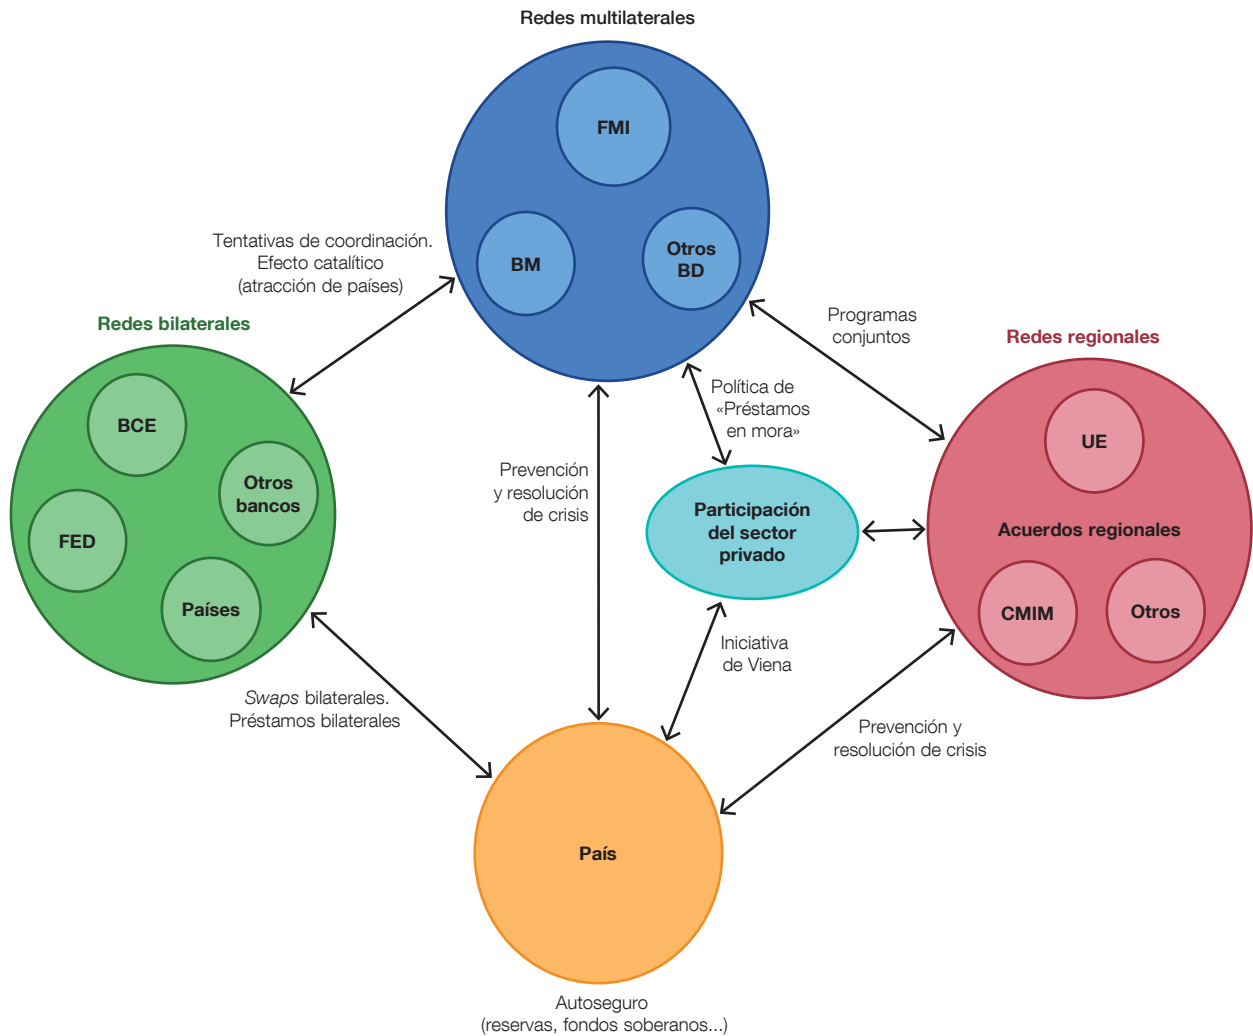 Redes multilaterales
FMI
BM
Otros
BD
Tentativas de coordinación.
Efecto catalítico
(atracción de países)
Redes bilaterales
BCE
Otros
bancos
FED
Países
Programas
conjuntos
Redes regionales
UE
Acuerdos regionales
CMIM
Otros
Política de
«Préstamos
en mora»
Prevención
y resolución
de crisis
Participación
del sector
privado
Iniciativa
de Viena
Swaps bilaterales.
Préstamos bilaterales
Prevención y
resolución de crisis
País
Autoseguro
(reservas, fondos soberanos...)